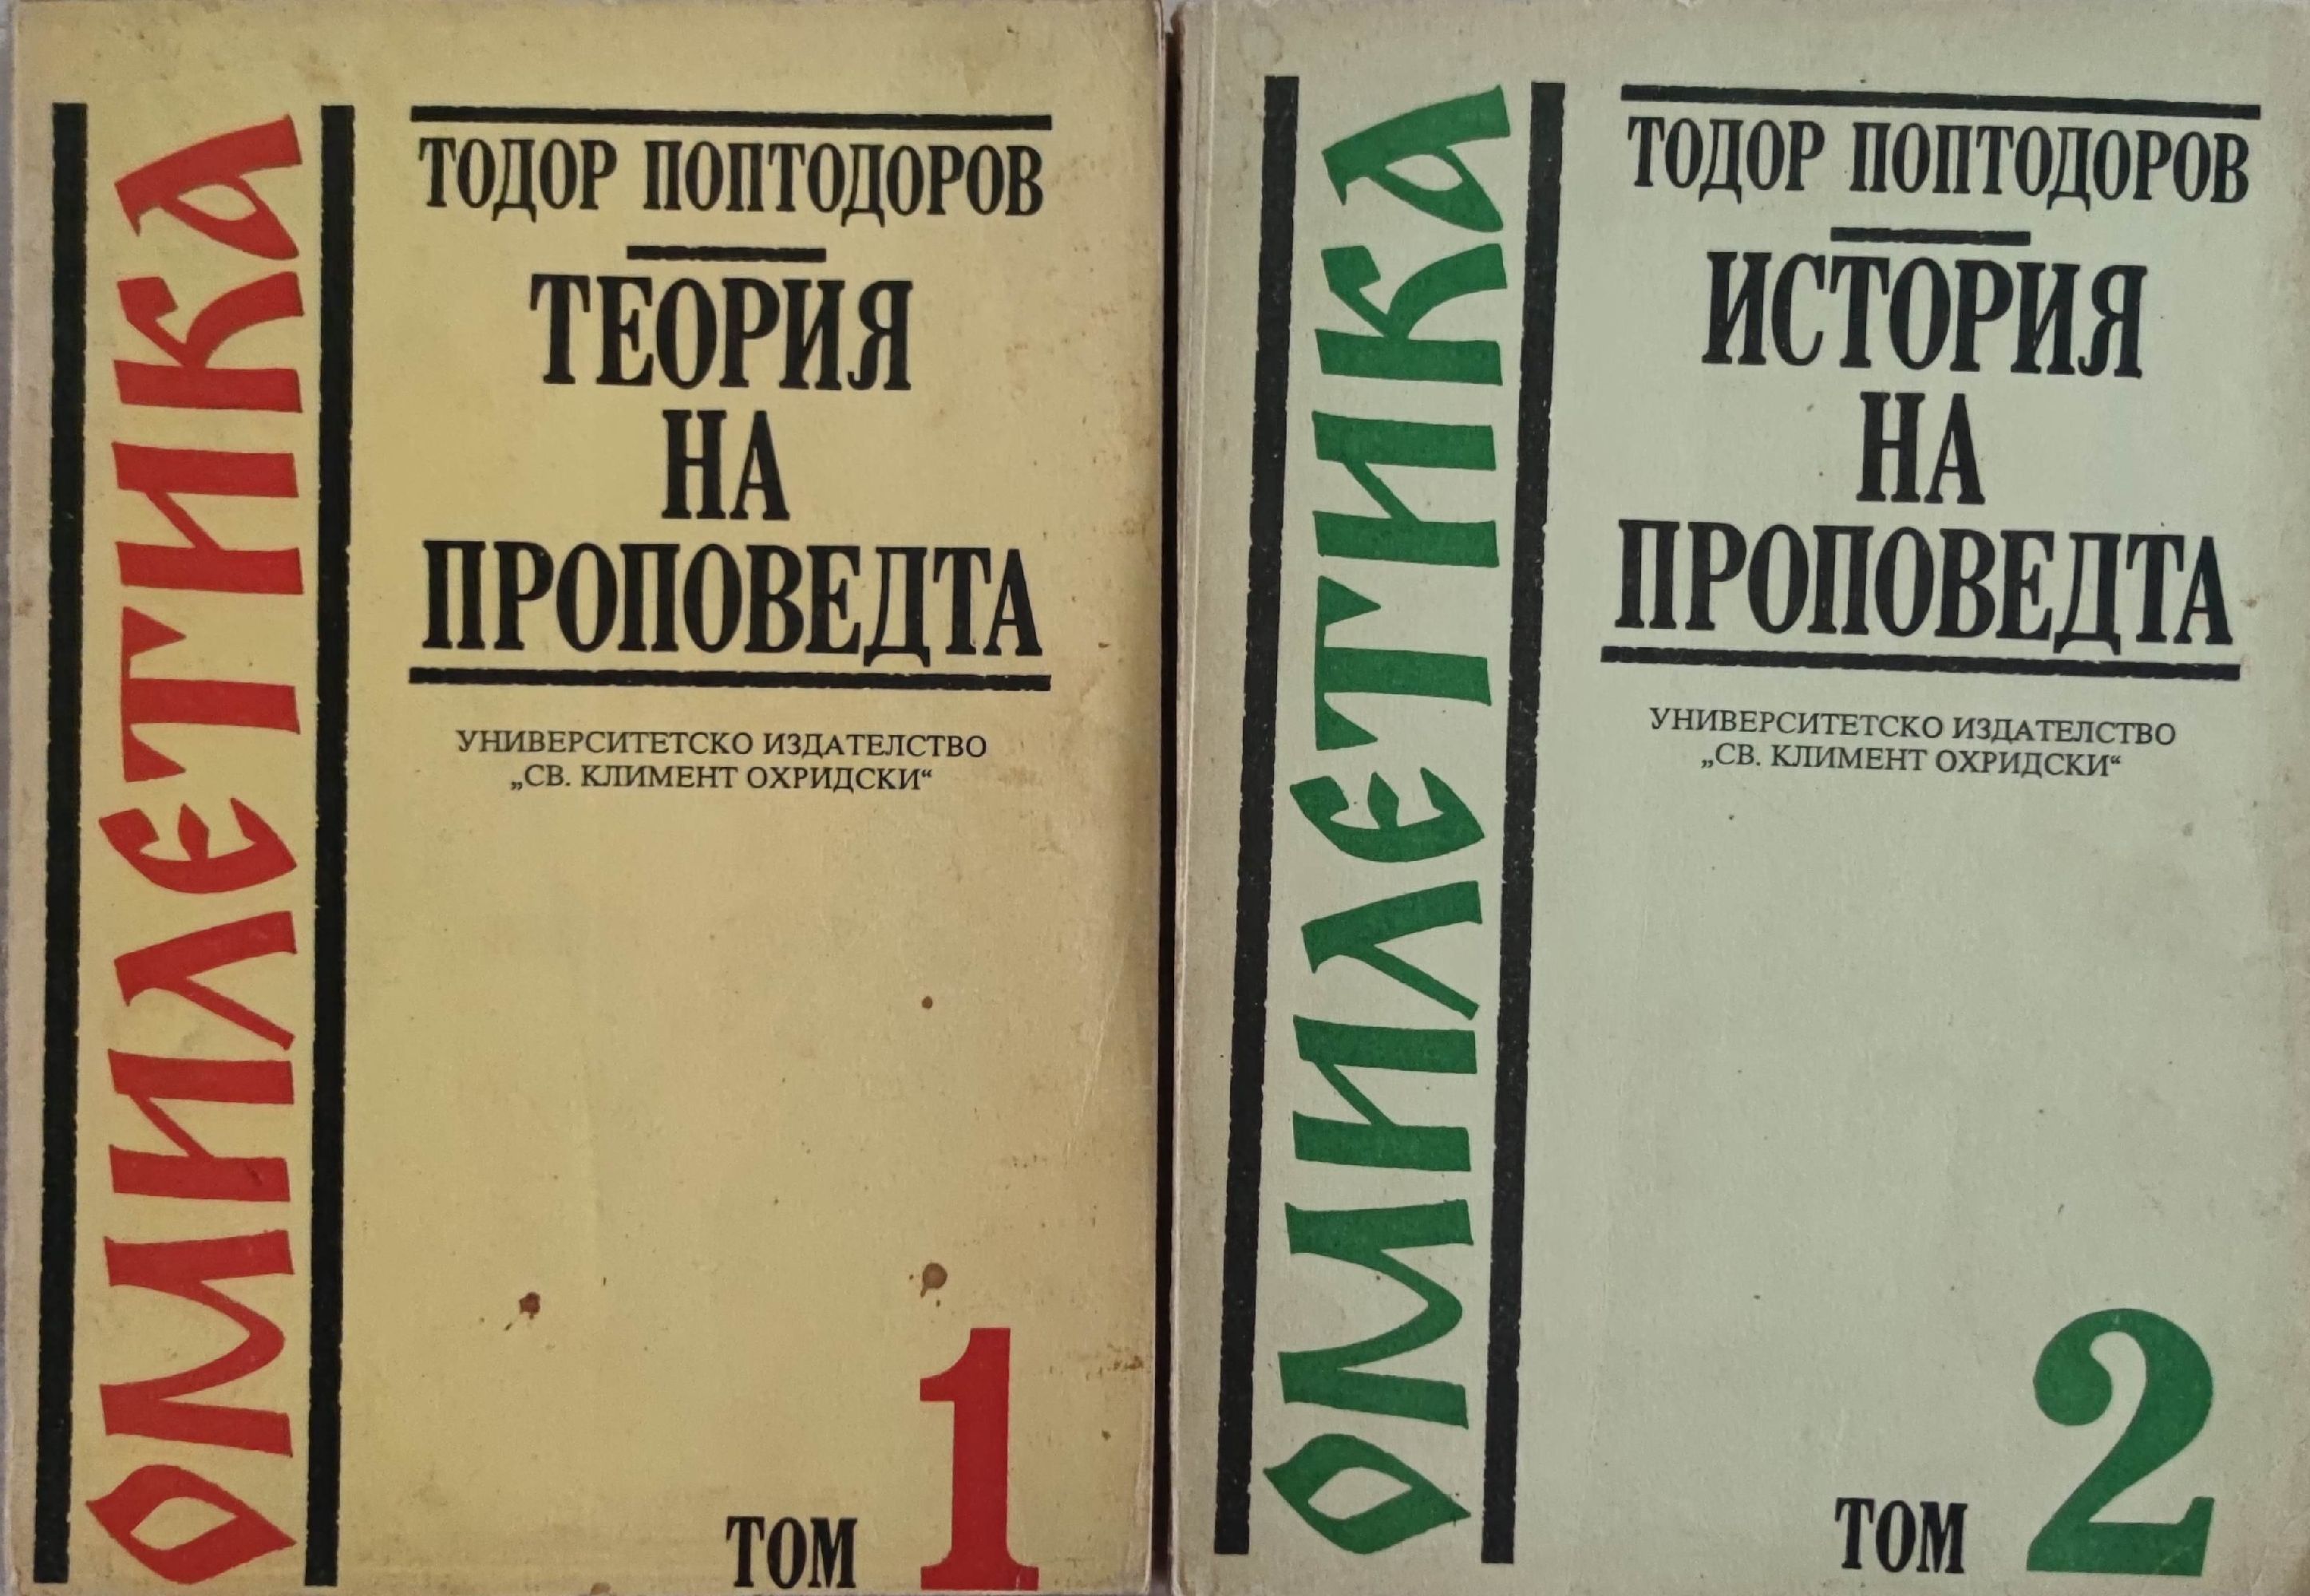 ОМИЛЕТИКА
ТОДОР ПОПТОДОРОВ
ТЕОРИЯ
НА
ПРОПОВЕДТА
УНИВЕРСИТЕТСКО ИЗДАТЕЛСТВО
„СВ. КЛИМЕНТ ОХРИДСКИ“
ТОМ 1
ОМИЛЕТИКА
ТОДОР ПОПТОДОРОВ
ИСТОРИЯ
НА
ПРОПОВЕДТА
УНИВЕРСИТЕТСКО ИЗДАТЕЛСТВО
„СВ. КЛИМЕНТ ОХРИДСКИ“
ТОМ 2